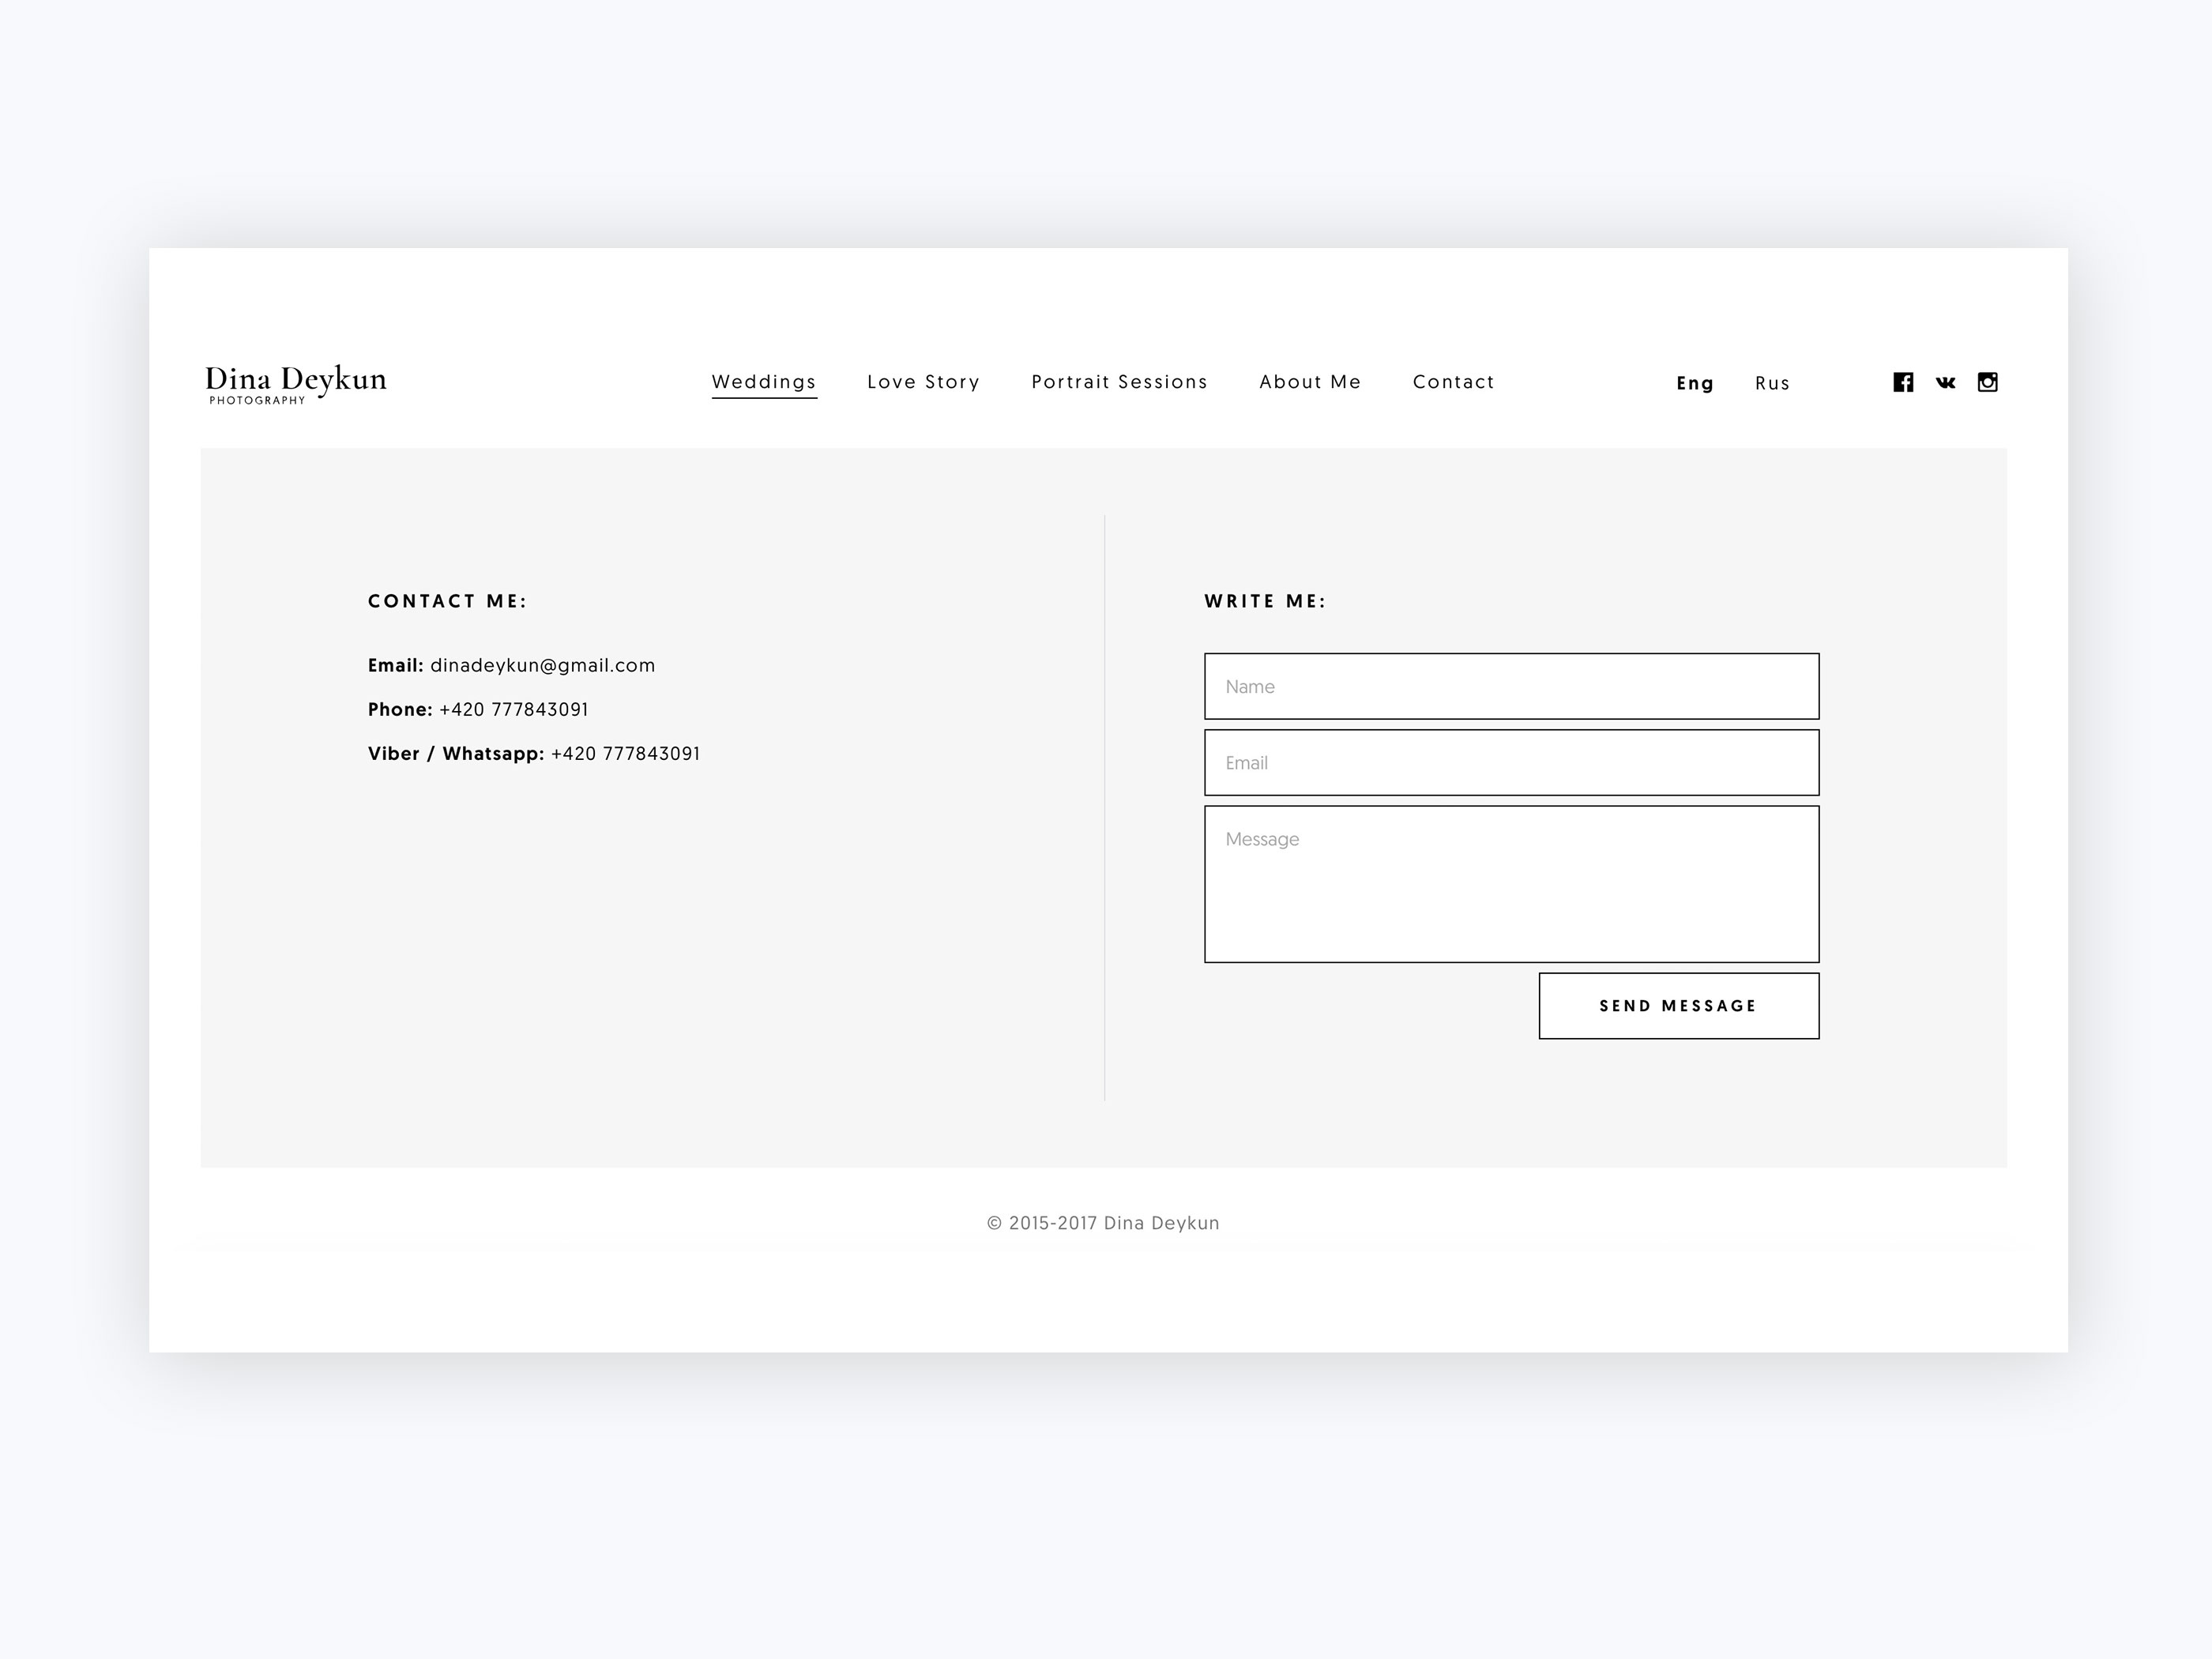 Dina Deykun
PHOTOGRAPHY
Weddings Love Story Portrait Sessions About Me Contact Eng Rus
CONTACT ME:
Email: dinadeykun@gmail.com
Phone: +420 777843091
Viber / Whatsapp: +420 777843091
WRITE ME:
Name
Email
Message
SEND MESSAGE
© 2015-2017 Dina Deykun